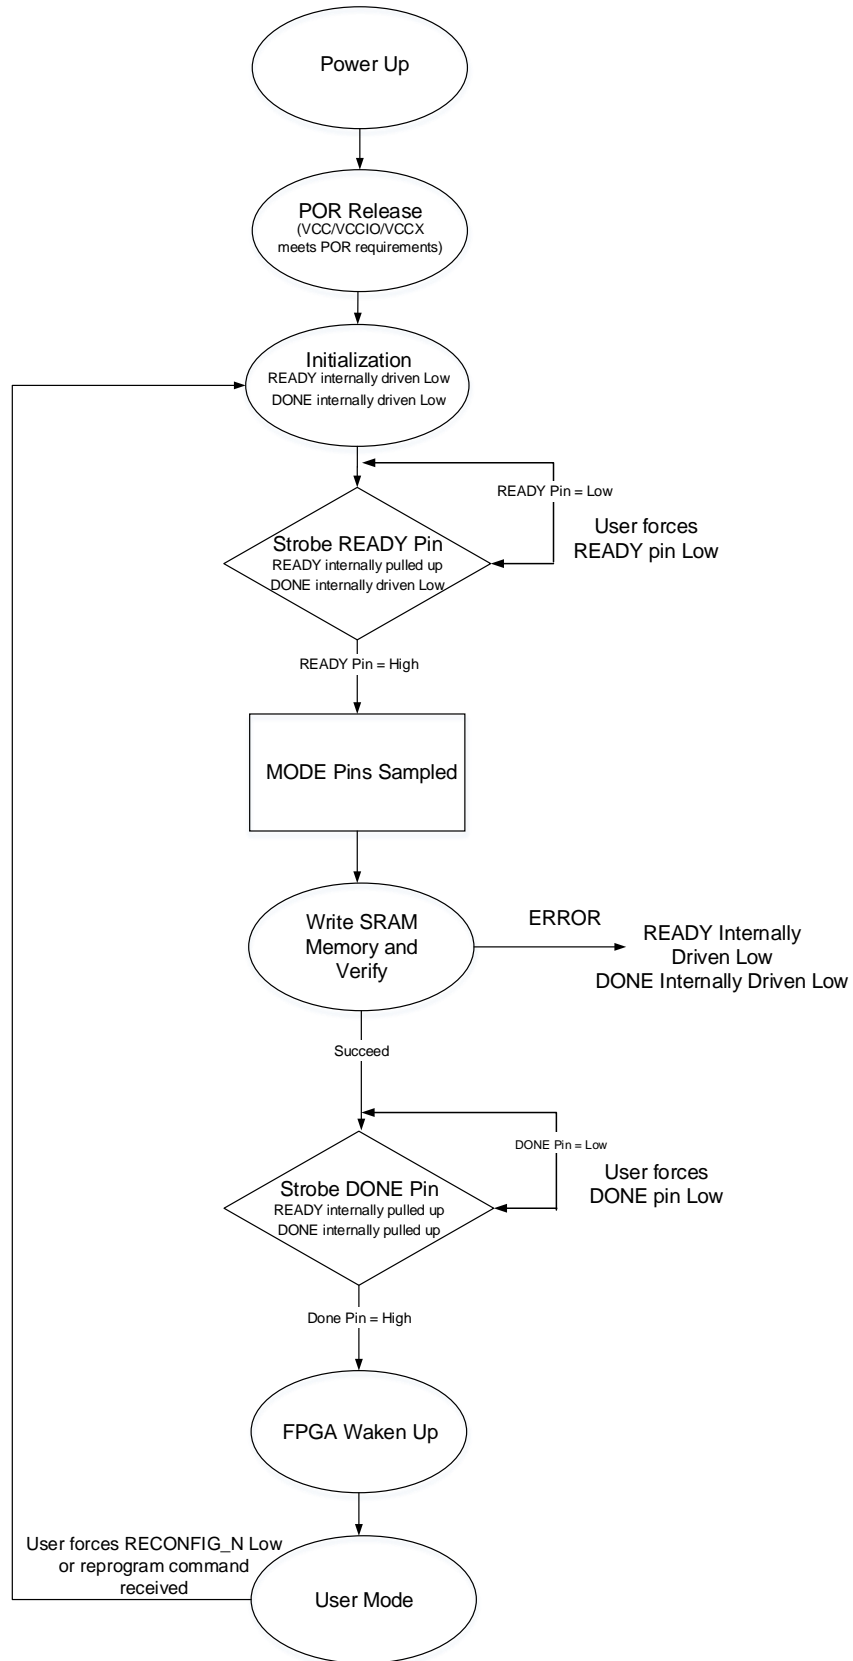 Power Up
POR Release
(VCC/VCCIO/VCCX
meets POR requirements)
Initialization
READY internally driven Low
DONE internally driven Low
READY Pin = Low
User forces
READY pin Low
Strobe READY Pin
READY internally pulled up
DONE internally driven Low
READY Pin = High
MODE Pins Sampled
Write SRAM
Memory and
Verify
ERROR
READY Internally
Driven Low
DONE Internally Driven Low
Succeed
DONE Pin = Low
User forces
DONE pin Low
Strobe DONE Pin
READY internally pulled up
DONE internally pulled up
Done Pin = High
FPGA Waken Up
User forces RECONFIG_N Low
or reprogram command
received
User Mode